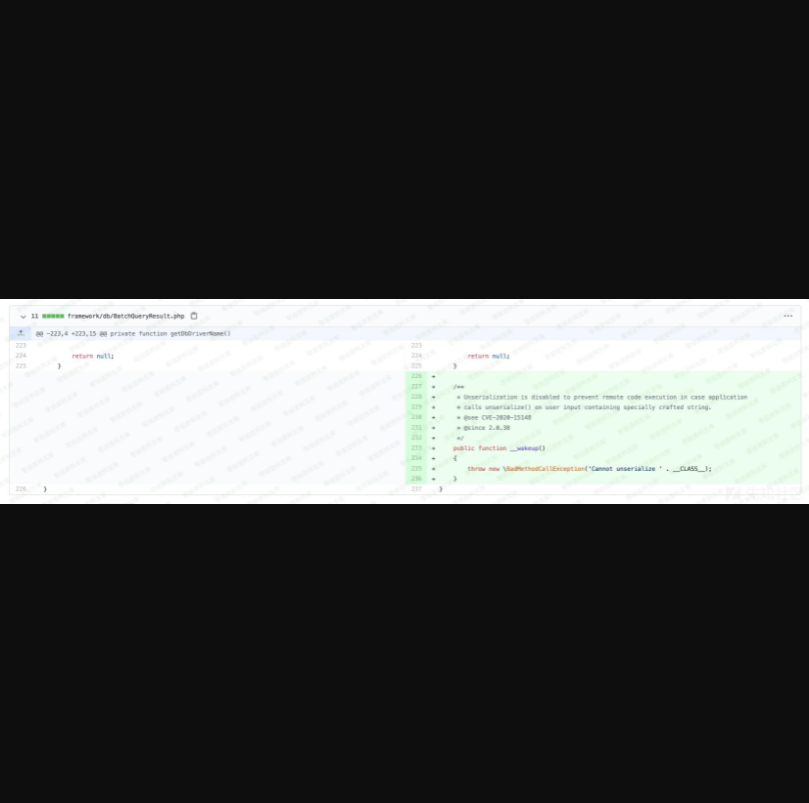 11 framework/db/BatchQueryResult.php
@@ -223,4 +223,15 @@ private function getDbDriverName()
223 223
224 return null; 224 return null;
225 } 225 }
226 +
227 + /**
228 + * Unserialization is disabled to prevent remote code execution in case application
229 + * calls unserialize() on user input containing specially crafted string.
230 + * @see CVE-2020-15148
231 + * @since 2.0.38
232 + */
233 + public function __wakeup()
234 + {
235 + throw new \BadMethodCallException('Cannot unserialize ' . __CLASS__);
236 + }
226 } 237 }